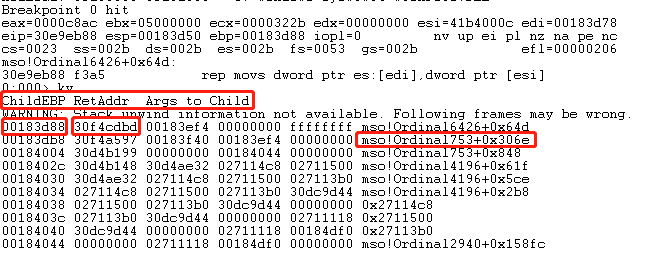 Breakpoint 0 hit
eax=0000c8ac ebx=05000000 ecx=0000322b edx=00000000 esi=41b4000c edi=00183d78
eip=30e9eb88 esp=00183d50 ebp=00183d88 iopl=0 nv up ei pl nz na pe nc
cs=0023 ss=002b ds=002b es=002b fs=0053 gs=002b efl=00000206
mso!Ordinal6426+0x64d:
30e9eb88 f3a5 rep movs dword ptr es:[edi],dword ptr [esi]
0:000> kv
ChildEBP RetAddr Args to Child
WARNING: Stack unwind information not available. Following frames may be wrong.
00183d88 30f4cdbd 00183ef4 00000000 ffffffff mso!Ordinal6426+0x64d
00183db8 30f4a597 00183f40 00183ef4 00000000 mso!Ordinal753+0x306e
00184004 30d4b199 00000000 00184044 00000000 mso!Ordinal753+0x848
0018402c 30d4b148 30d4ae32 02714c8 02711500 mso!Ordinal4196+0x61f
00184030 30d4ae32 027114c8 02711500 027113b0 mso!Ordinal4196+0x5ce
00184034 027114c8 02711500 027113b0 30dc9d44 mso!Ordinal4196+0x2b8
00184038 02711500 027113b0 30dc9d44 00000000 0x27114c8
0018403c 027113b0 30dc9d44 00000000 02711118 0x2711500
00184040 30dc9d44 00000000 02711118 00184df0 0x27113b0
00184044 00000000 02711118 00184df0 00000000 mso!Ordinal2940+0x158fc